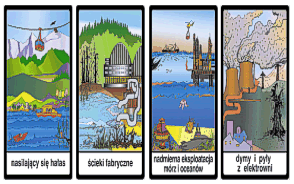 nasilający się hałas
ścieki fabryczne
nadmierna eksploatacja
mórz i oceanów
dymy i pyły
z elektrowni